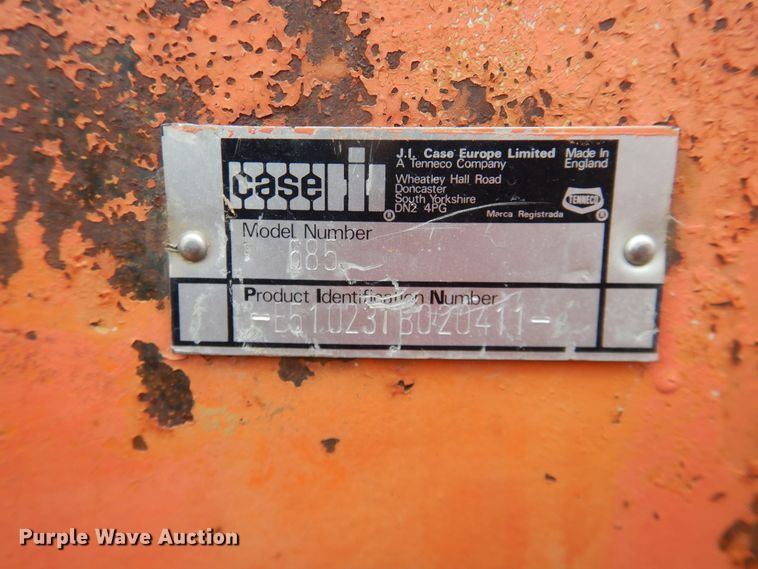 case IH
J.I. Case Europe Limited
A Tenneco Company
Wheatley Hall Road
Doncaster
South Yorkshire
DN2 4PG
Made in
England
TENNECO
®
Marca Registrada
®
Model Number
685
Product Identification Number
Purple Wave Auction